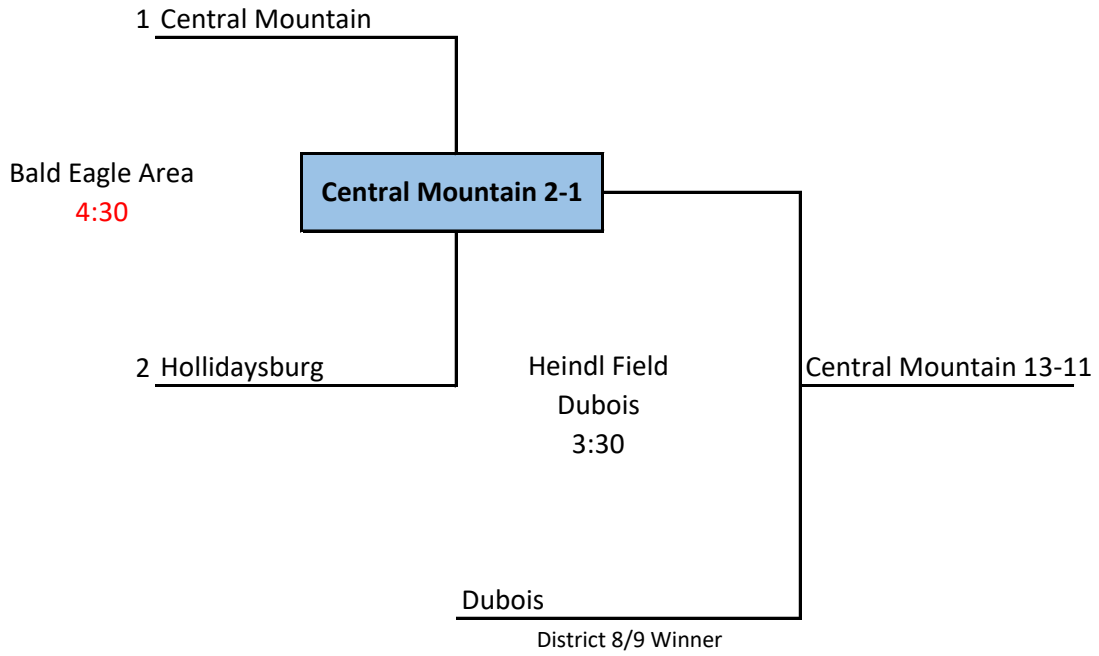 1 Central Mountain
Bald Eagle Area
4:30
Central Mountain 2-1
2 Hollidaysburg
Heindl Field
Dubois
3:30
Central Mountain 13-11
Dubois
District 8/9 Winner